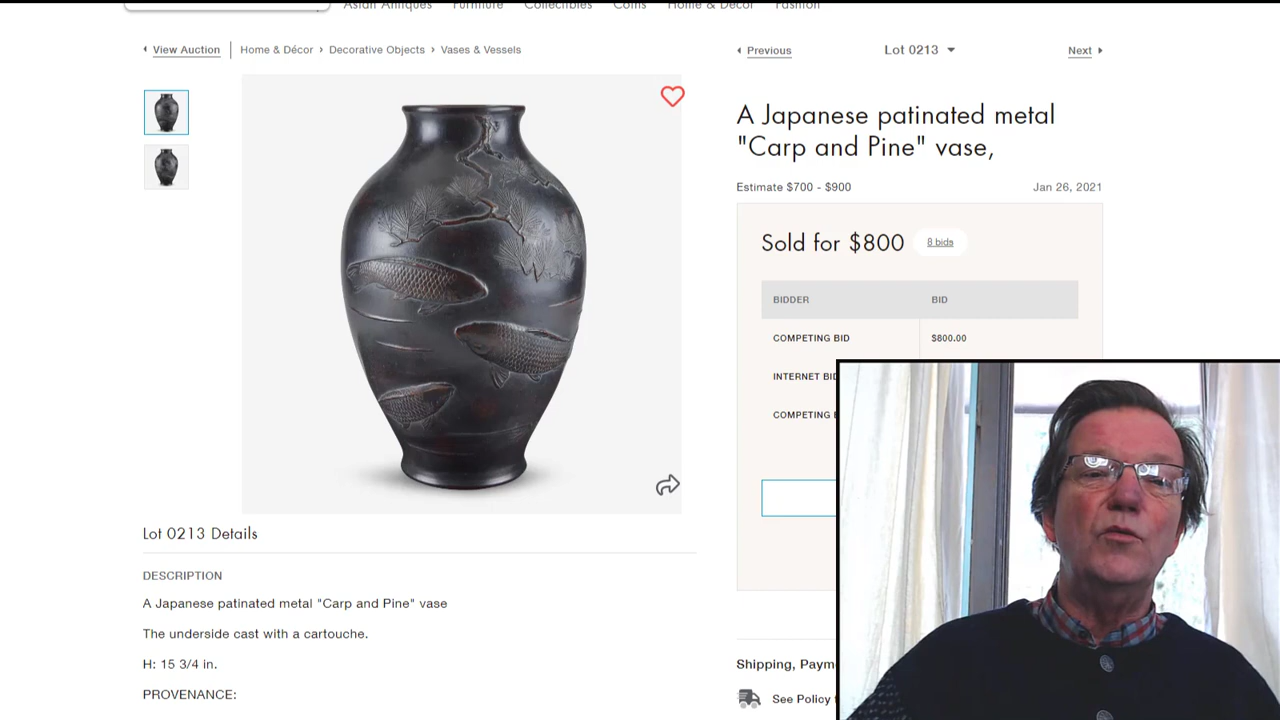 Asian Antiques Furniture Collectibles Coins Home & Décor Fashion
View Auction Home & Décor › Decorative Objects › Vases & Vessels
Previous Lot 0213 Next
A Japanese patinated metal
"Carp and Pine" vase,
Estimate $700 - $900 Jan 26, 2021
Sold for $800 8 bids
BIDDER BID
COMPETING BID $800.00
INTERNET
COMPETING
Lot 0213 Details
DESCRIPTION
A Japanese patinated metal "Carp and Pine" vase
The underside cast with a cartouche.
H: 15 3/4 in.
PROVENANCE:
Shipping,
See Policy